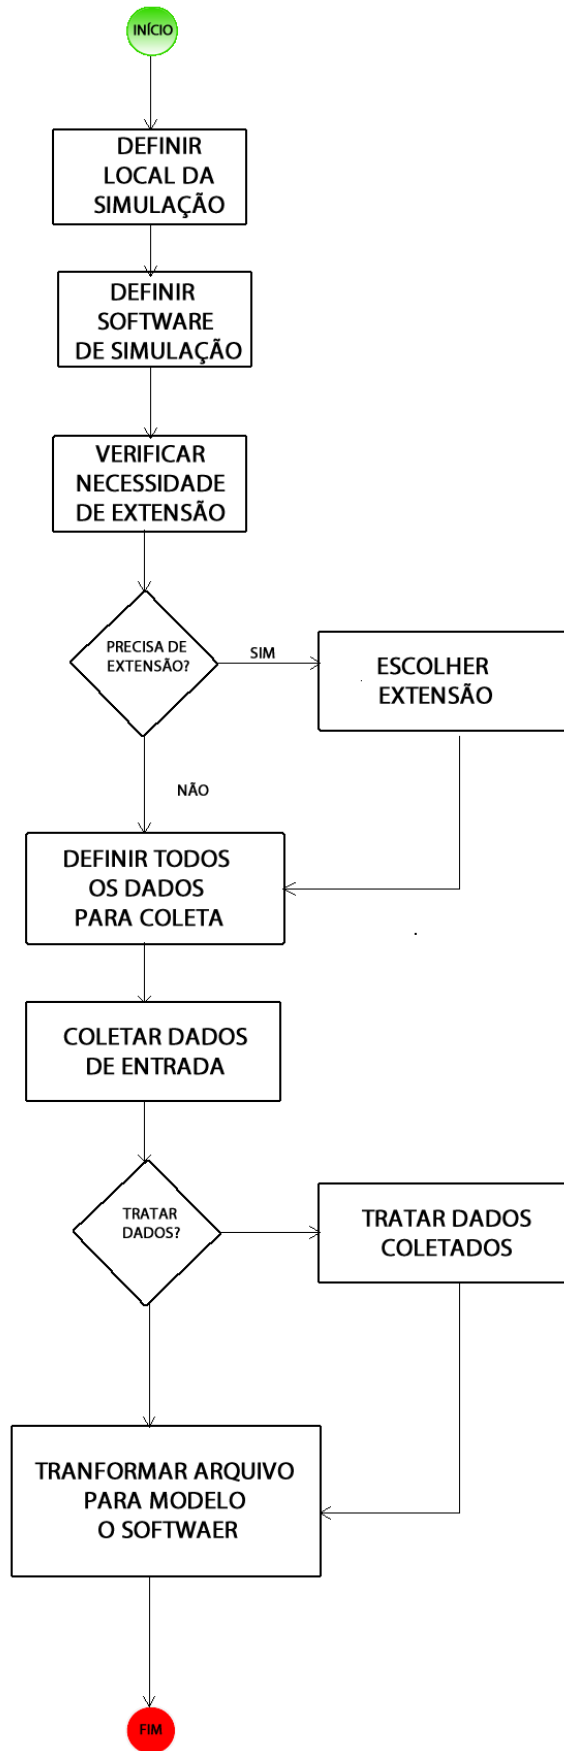 INÍCIO
DEFINIR
LOCAL DA
SIMULAÇÃO
DEFINIR
SOFTWARE
DE SIMULAÇÃO
VERIFICAR
NECESSIDADE
DE EXTENSÃO
PRECISA DE
EXTENSÃO?
SIM
ESCOLHER
EXTENSÃO
NÃO
DEFINIR TODOS
OS DADOS
PARA COLETA
COLETAR DADOS
DE ENTRADA
TRATAR
DADOS?
TRATAR DADOS
COLETADOS
TRANFORMAR ARQUIVO
PARA MODELO
O SOFTWAER
FIM